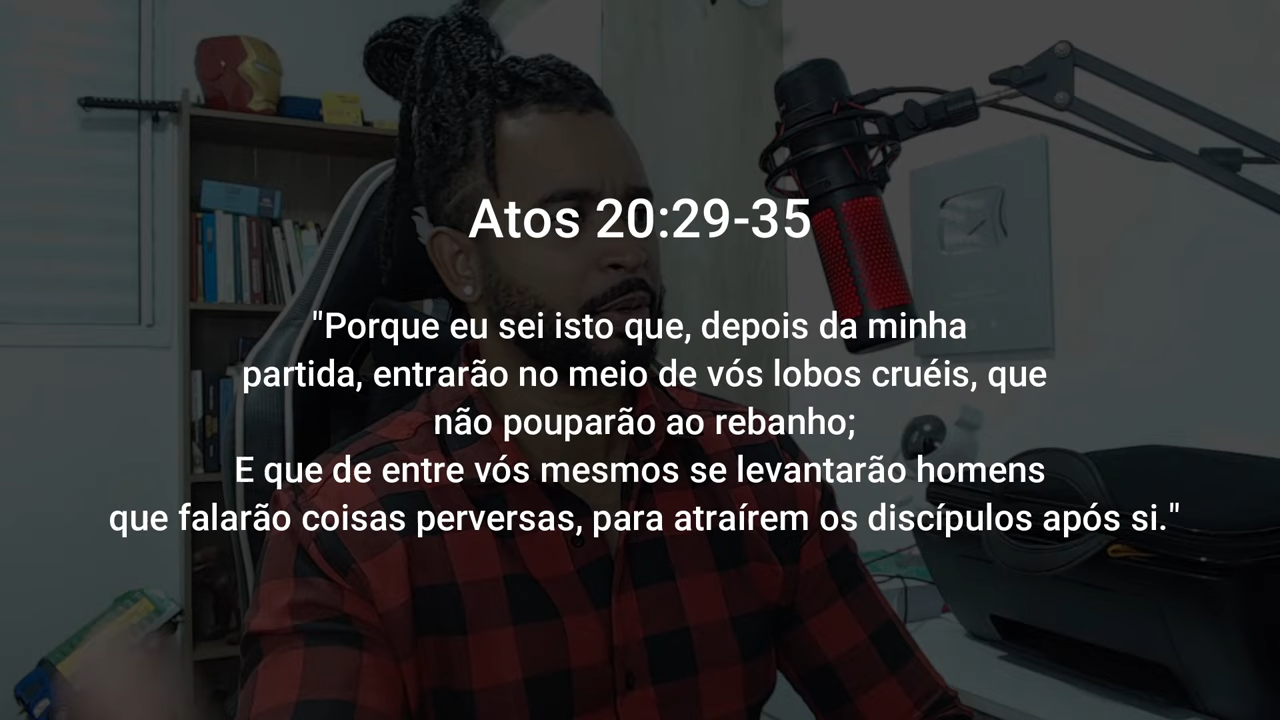 Atos 20:29-35
"Porque eu sei isto que, depois da minha
partida, entrarão no meio de vós lobos cruéis, que
não pouparão ao rebanho;
E que de entre vós mesmos se levantarão homens
que falarão coisas perversas, para atraírem os discípulos após si."